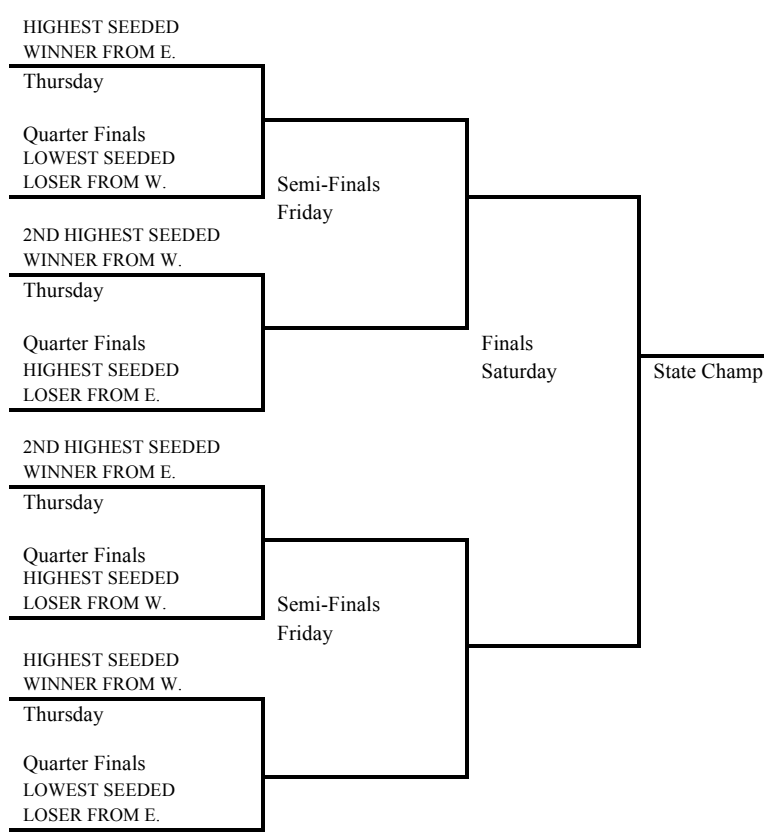 HIGHEST SEEDED
WINNER FROM E.
Thursday
Quarter Finals
LOWEST SEEDED
LOSER FROM W.
Semi-Finals
Friday
2ND HIGHEST SEEDED
WINNER FROM W.
Thursday
Quarter Finals
HIGHEST SEEDED
LOSER FROM E.
Finals
Saturday
State Champ
2ND HIGHEST SEEDED
WINNER FROM E.
Thursday
Quarter Finals
HIGHEST SEEDED
LOSER FROM W.
Semi-Finals
Friday
HIGHEST SEEDED
WINNER FROM W.
Thursday
Quarter Finals
LOWEST SEEDED
LOSER FROM E.